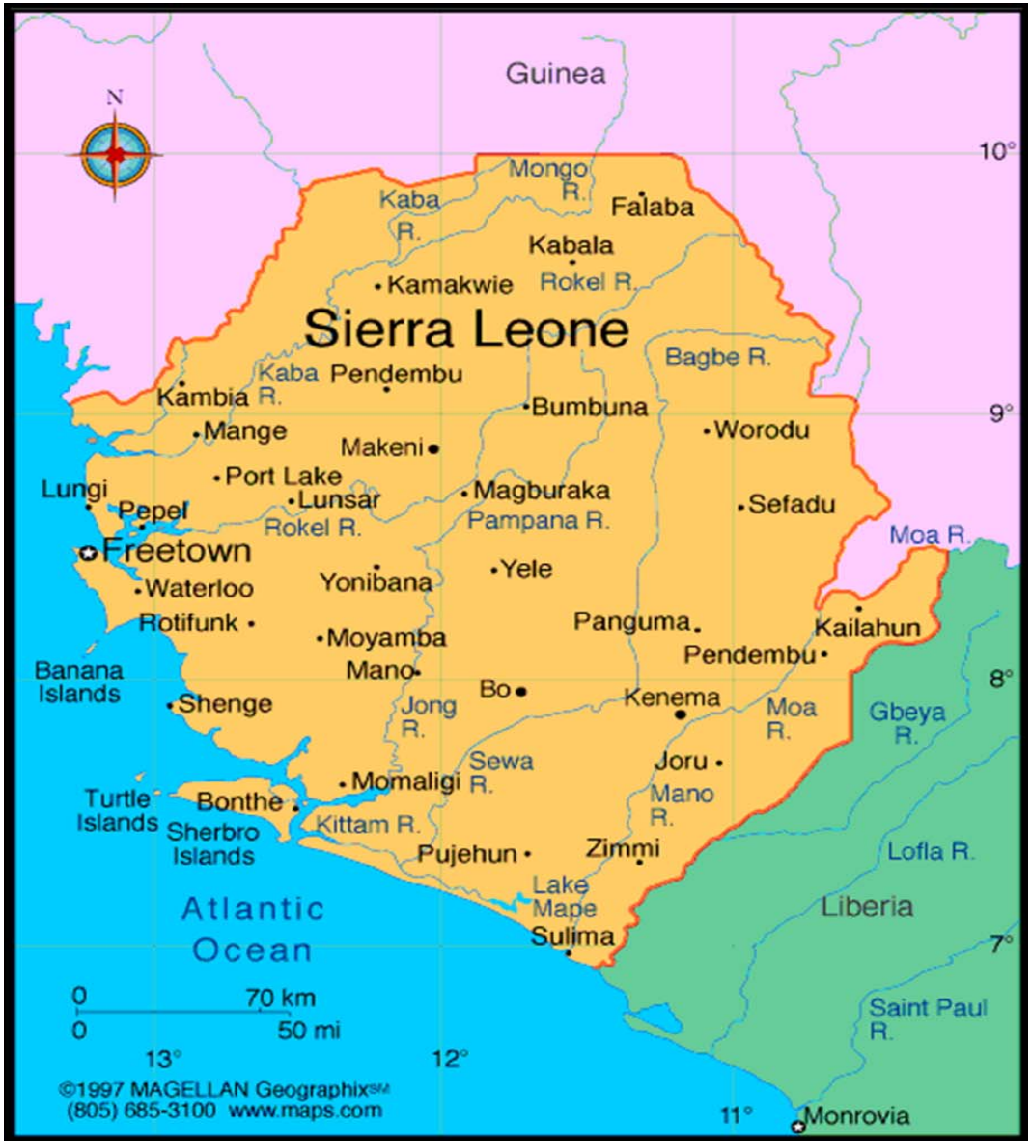 Guinea
N
10°
Mongo
R.
Kaba
R.
Falaba
Kabala
Rokel R.
Kamakwie
Sierra Leone
Bagbe R.
Kaba
R.
Pendembu
Kambia
Bumbuna
9°
Mange
Worodu
Makeni
Port Lake
Lungi
Lunsar
Magburaka
Sefadu
Pepel
Rokel R.
Pampana R.
Moa R.
Freetown
Yonibana
Yele
Waterloo
Rotifunk
Panguma
Kailahun
Moyamba
Pendembu
Mano
Banana
Islands
8°
Bo
Kenema
Shenge
Jong
R.
Moa
R.
Gbeya
R.
Sewa
R.
Joru
Momaligi
Mano
R.
Turtle
Islands
Bonthe
Sherbro
Islands
Kittam R.
Pujehun
Zimmi
Lofla R.
Lake
Mape
Liberia
Atlantic
Ocean
Sulima
7°
0 70 km
0 50 mi
Saint Paul
R.
13°
12°
©1997 MAGELLAN Geographix℠
(805) 685-3100 www.maps.com
11°
Monrovia